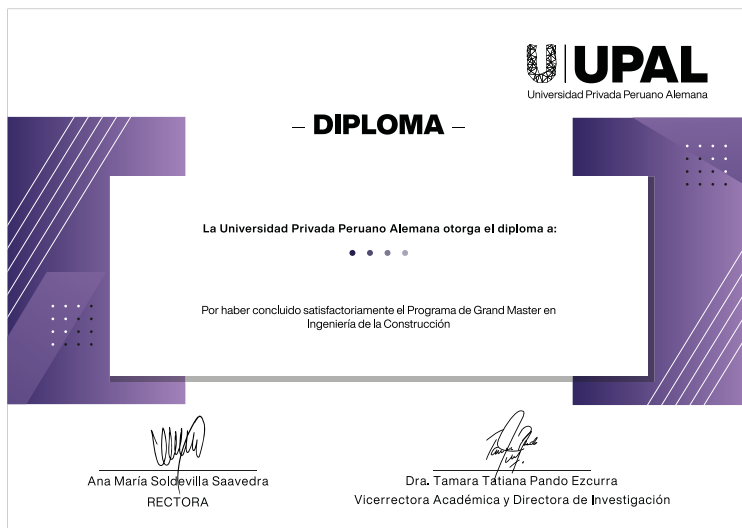 UPAL
Universidad Privada Peruano Alemana
DIPLOMA
La Universidad Privada Peruano Alemana otorga el diploma a:
Por haber concluido satisfactoriamente el Programa de Grand Master en
Ingeniería de la Construcción
Ana María Soldevilla Saavedra
RECTORA
Dra. Tamara Tatiana Pando Ezcurra
Vicerrectora Académica y Directora de Investigación